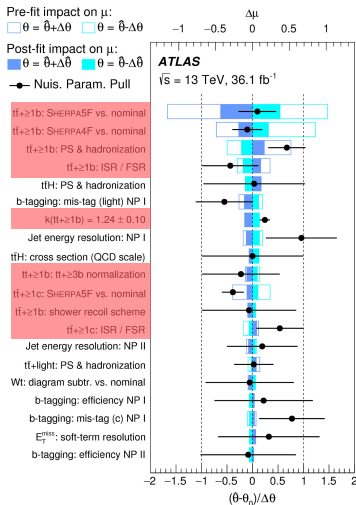 Pre-fit impact on μ:
θ = θ̂+Δθ θ = θ̂-Δθ
Post-fit impact on μ:
θ = θ̂+Δθ̂ θ = θ̂-Δθ̂
Nuis. Param. Pull
Δμ
-1 -0.5 0 0.5 1
ATLAS
√s = 13 TeV, 36.1 fb⁻¹
tt̄+≥1b: SHERPA5F vs. nominal
tt̄+≥1b: SHERPA4F vs. nominal
tt̄+≥1b: PS & hadronization
tt̄+≥1b: ISR / FSR
tt̄H: PS & hadronization
b-tagging: mis-tag (light) NP I
k(tt̄+≥1b) = 1.24 ± 0.10
Jet energy resolution: NP I
tt̄H: cross section (QCD scale)
tt̄+≥1b: tt̄+≥3b normalization
tt̄+≥1c: SHERPA5F vs. nominal
tt̄+≥1b: shower recoil scheme
tt̄+≥1c: ISR / FSR
Jet energy resolution: NP II
tt̄+light: PS & hadronization
Wt: diagram subtr. vs. nominal
b-tagging: efficiency NP I
b-tagging: mis-tag (c) NP I
E_T^miss: soft-term resolution
b-tagging: efficiency NP II
−2 −1.5 −1 −0.5 0 0.5 1 1.5 2
(θ̂-θ₀)/Δθ